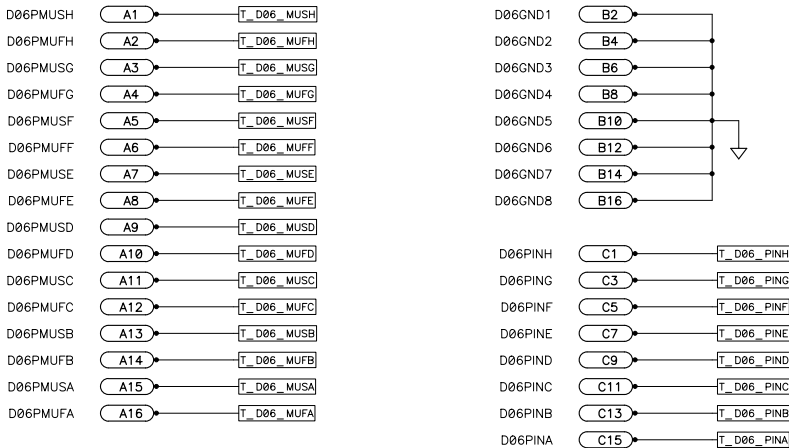 D06PMUSH A1 T_D06_MUSH
D06PMUFH A2 T_D06_MUFH
D06PMUSG A3 T_D06_MUSG
D06PMUFG A4 T_D06_MUFG
D06PMUSF A5 T_D06_MUSF
D06PMUFF A6 T_D06_MUFF
D06PMUSE A7 T_D06_MUSE
D06PMUFE A8 T_D06_MUFE
D06PMUSD A9 T_D06_MUSD
D06PMUFD A10 T_D06_MUFD
D06PMUSC A11 T_D06_MUSC
D06PMUFC A12 T_D06_MUFC
D06PMUSB A13 T_D06_MUSB
D06PMUFB A14 T_D06_MUFB
D06PMUSA A15 T_D06_MUSA
D06PMUFA A16 T_D06_MUFA
D06GND1 B2
D06GND2 B4
D06GND3 B6
D06GND4 B8
D06GND5 B10
D06GND6 B12
D06GND7 B14
D06GND8 B16
D06PINH C1 T_D06_PINH
D06PING C3 T_D06_PING
D06PINF C5 T_D06_PINF
D06PINE C7 T_D06_PINE
D06PIND C9 T_D06_PIND
D06PINC C11 T_D06_PINC
D06PINB C13 T_D06_PINB
D06PINA C15 T_D06_PINA